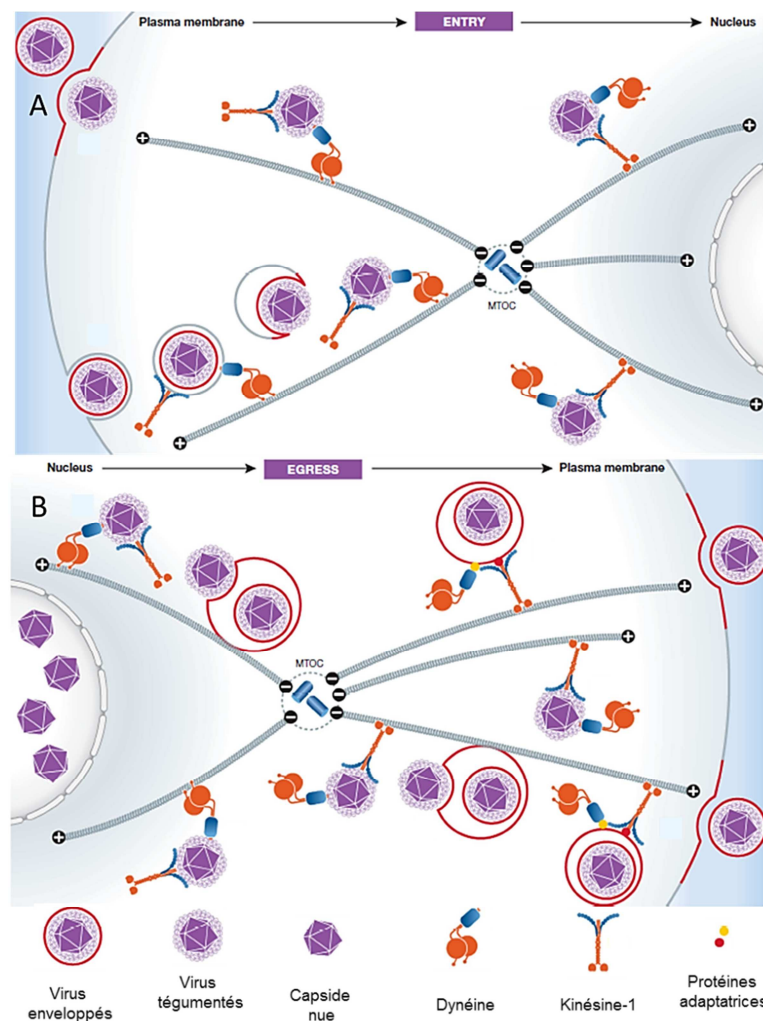 Plasma membrane ENTRY Nucleus
A
+
+
− −
− +
− −
MTOC
+
+
Nucleus EGRESS Plasma membrane
B
+
+
+
MTOC
− −
−
− −
+
+
Virus
enveloppés
Virus
tégumentés
Capside
nue
Dynéine
Kinésine-1
Protéines
adaptatrices